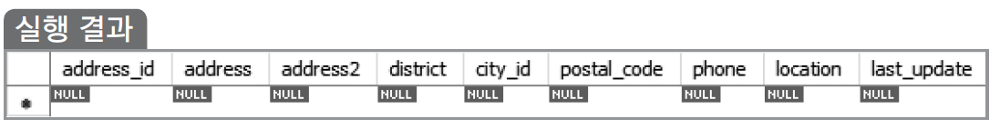 실행 결과
address_id address address2 district city_id postal_code phone location last_update
* NULL NULL NULL NULL NULL NULL NULL NULL NULL